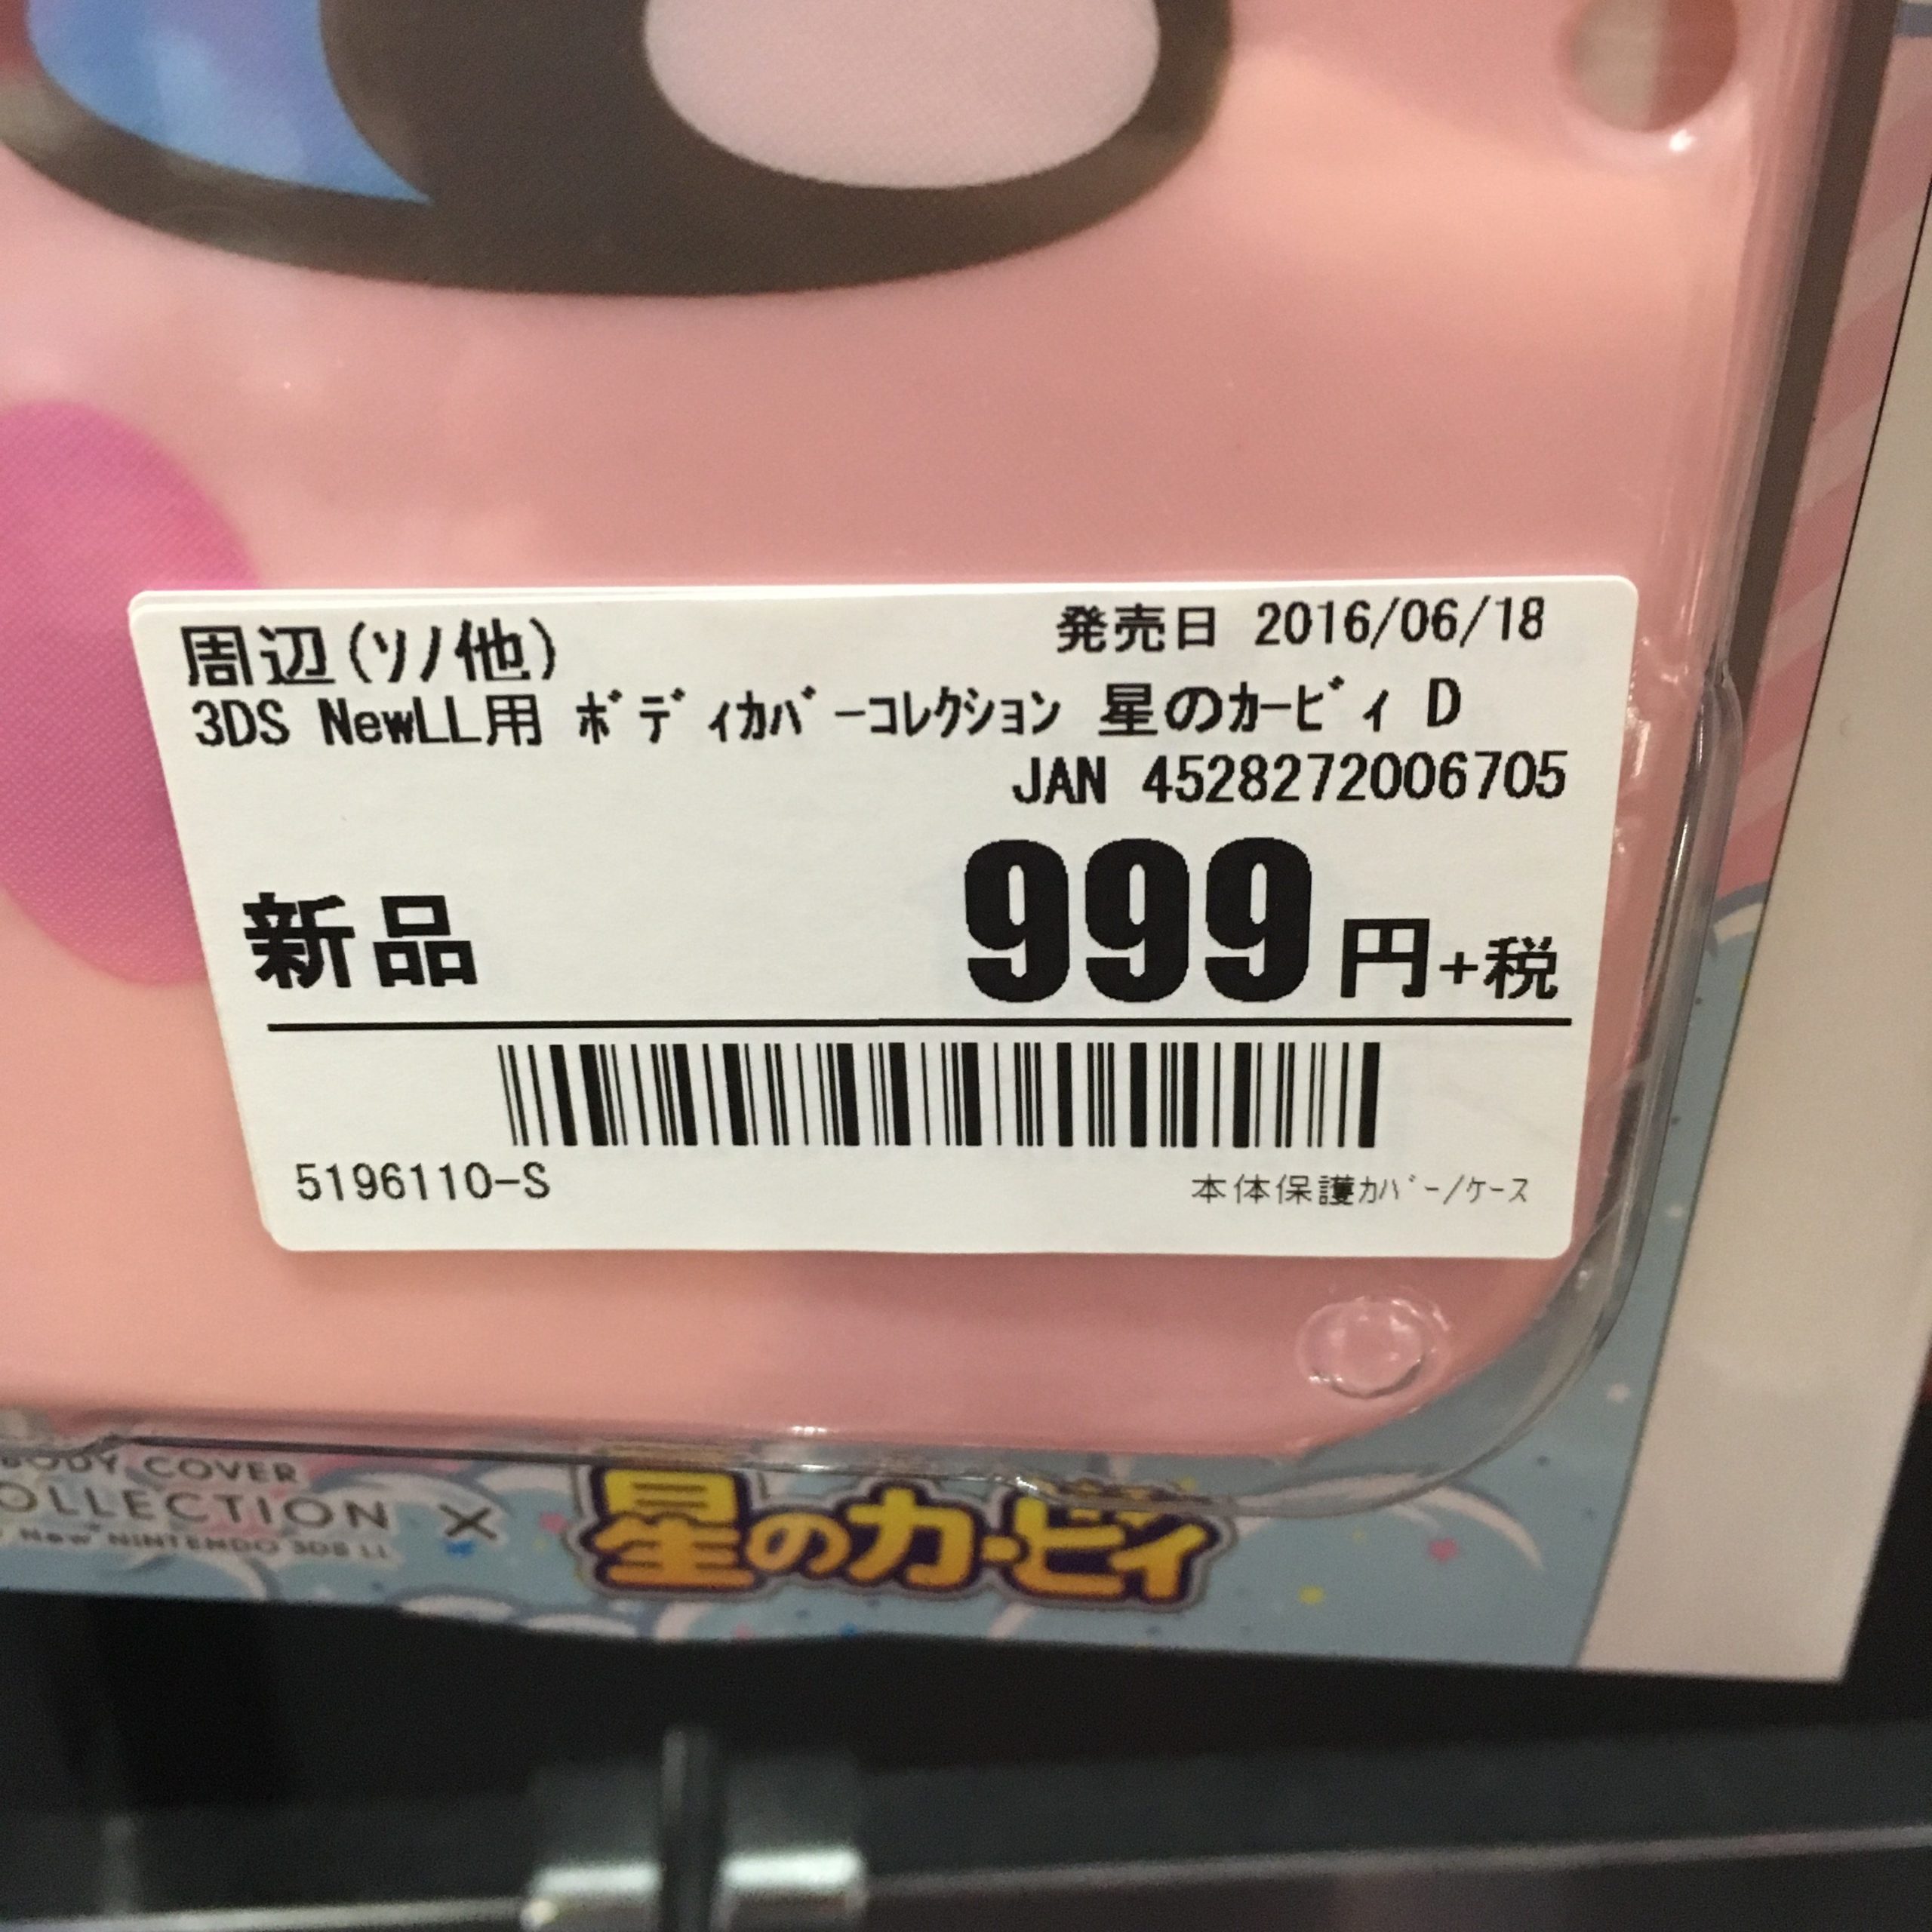 周辺(ｿﾉ他)
発売日 2016/06/18
3DS NewLL用 ﾎﾞﾃﾞｨｶﾊﾞｰｺﾚｸｼｮﾝ 星のｶｰﾋﾞｨ D
JAN 4528272006705
新品
999円+税
5196110-S
本体保護ｶﾊﾞｰ/ｹｰｽ
BODY COVER
OLLECTION ×
New NINTENDO 3DS LL
星のカービィ